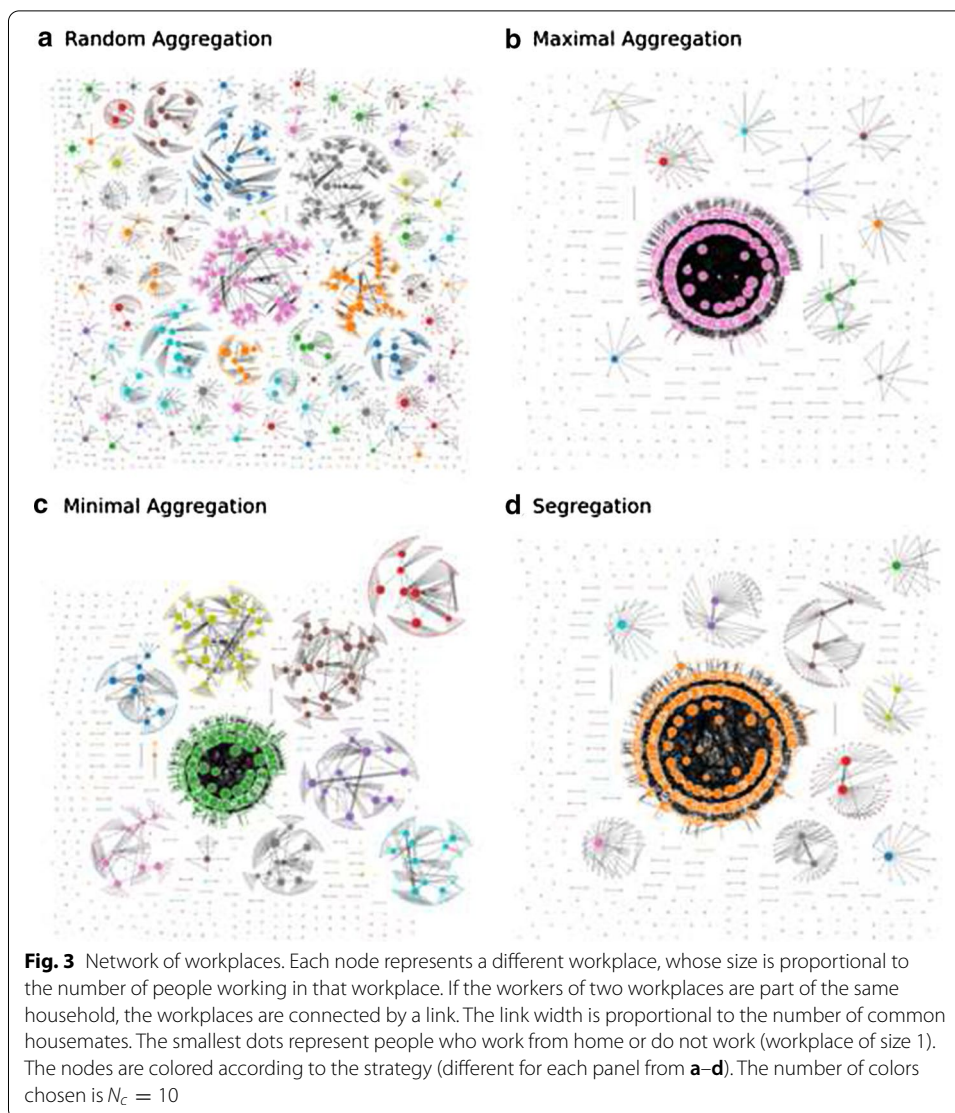 a Random Aggregation
b Maximal Aggregation
c Minimal Aggregation
d Segregation
Fig. 3 Network of workplaces. Each node represents a different workplace, whose size is proportional to
the number of people working in that workplace. If the workers of two workplaces are part of the same
household, the workplaces are connected by a link. The link width is proportional to the number of common
housemates. The smallest dots represent people who work from home or do not work (workplace of size 1).
The nodes are colored according to the strategy (different for each panel from a–d). The number of colors
chosen is N_c = 10